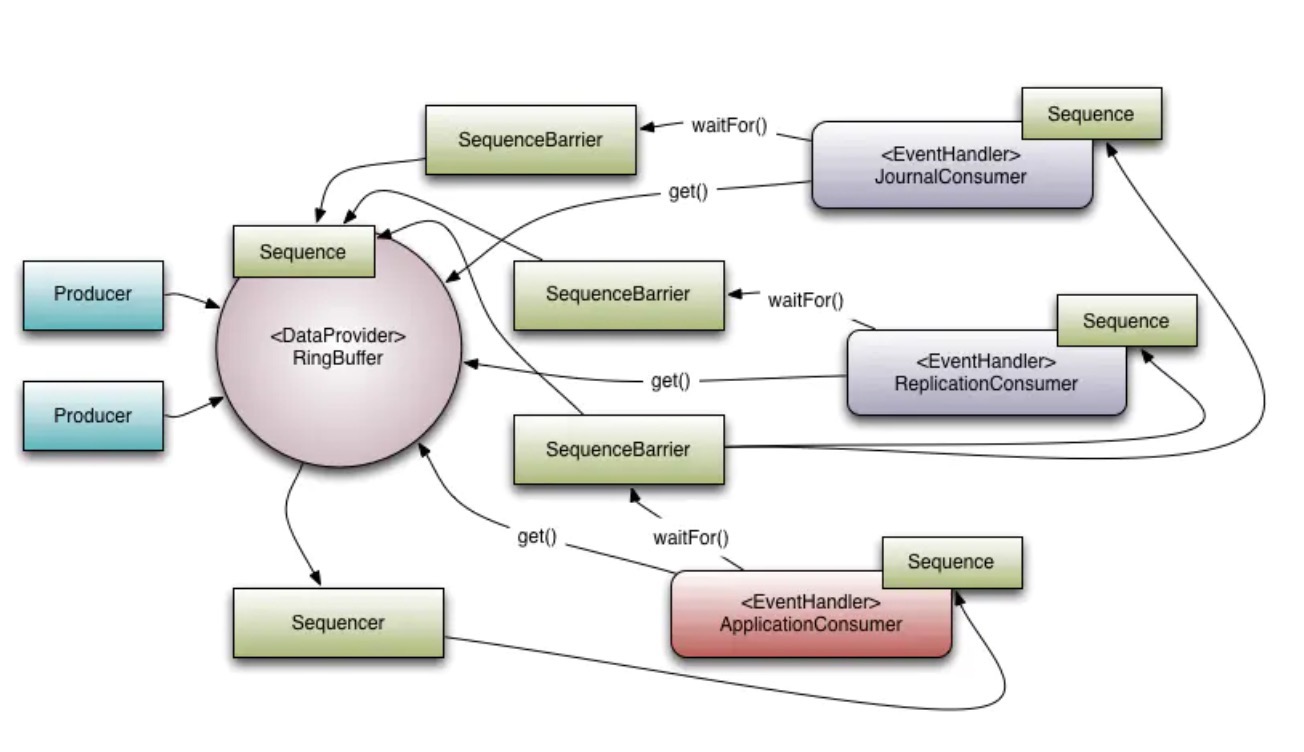 Sequence
waitFor()
SequenceBarrier
<EventHandler>
JournalConsumer
get()
Sequence
Producer
SequenceBarrier
waitFor()
Sequence
<DataProvider>
RingBuffer
<EventHandler>
ReplicationConsumer
get()
Producer
SequenceBarrier
get()
waitFor()
Sequence
<EventHandler>
ApplicationConsumer
Sequencer